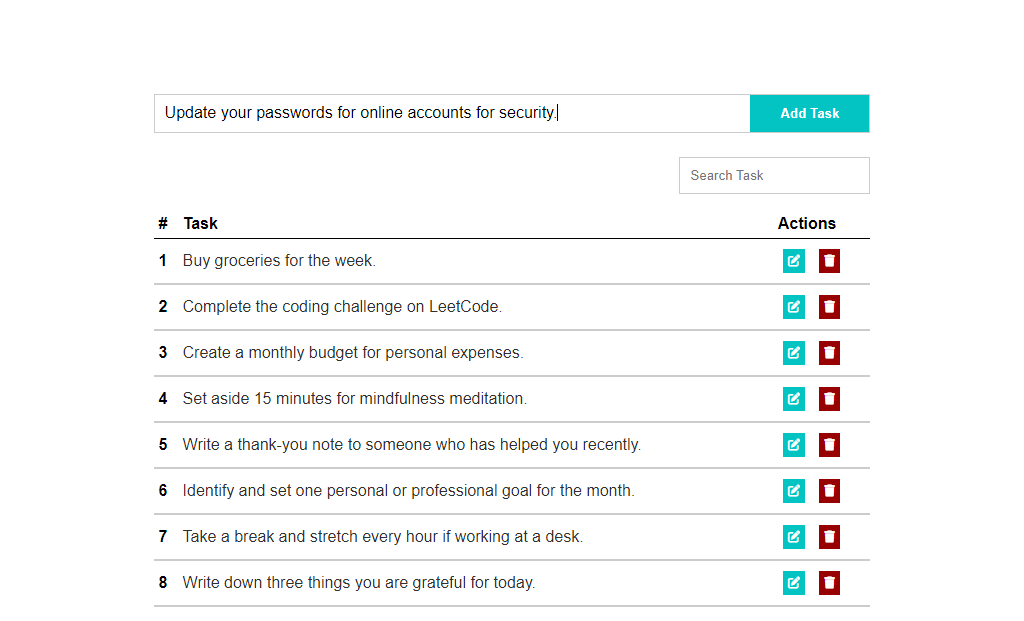 Update your passwords for online accounts for security.
Add Task
Search Task
# Task Actions
1 Buy groceries for the week.
2 Complete the coding challenge on LeetCode.
3 Create a monthly budget for personal expenses.
4 Set aside 15 minutes for mindfulness meditation.
5 Write a thank-you note to someone who has helped you recently.
6 Identify and set one personal or professional goal for the month.
7 Take a break and stretch every hour if working at a desk.
8 Write down three things you are grateful for today.